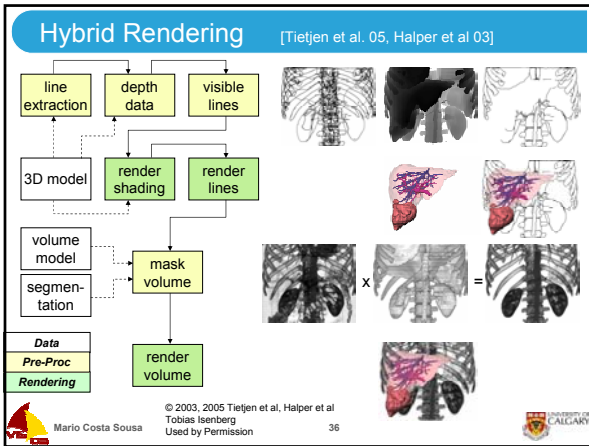 Hybrid Rendering [Tietjen et al. 05, Halper et al 03]
line extraction
depth data
visible lines
3D model
render shading
render lines
volume model
segmen-
tation
mask volume
x
=
render volume
Data
Pre-Proc
Rendering
Mario Costa Sousa
© 2003, 2005 Tietjen et al, Halper et al
Tobias Isenberg
Used by Permission
36
UNIVERSITY OF
CALGARY